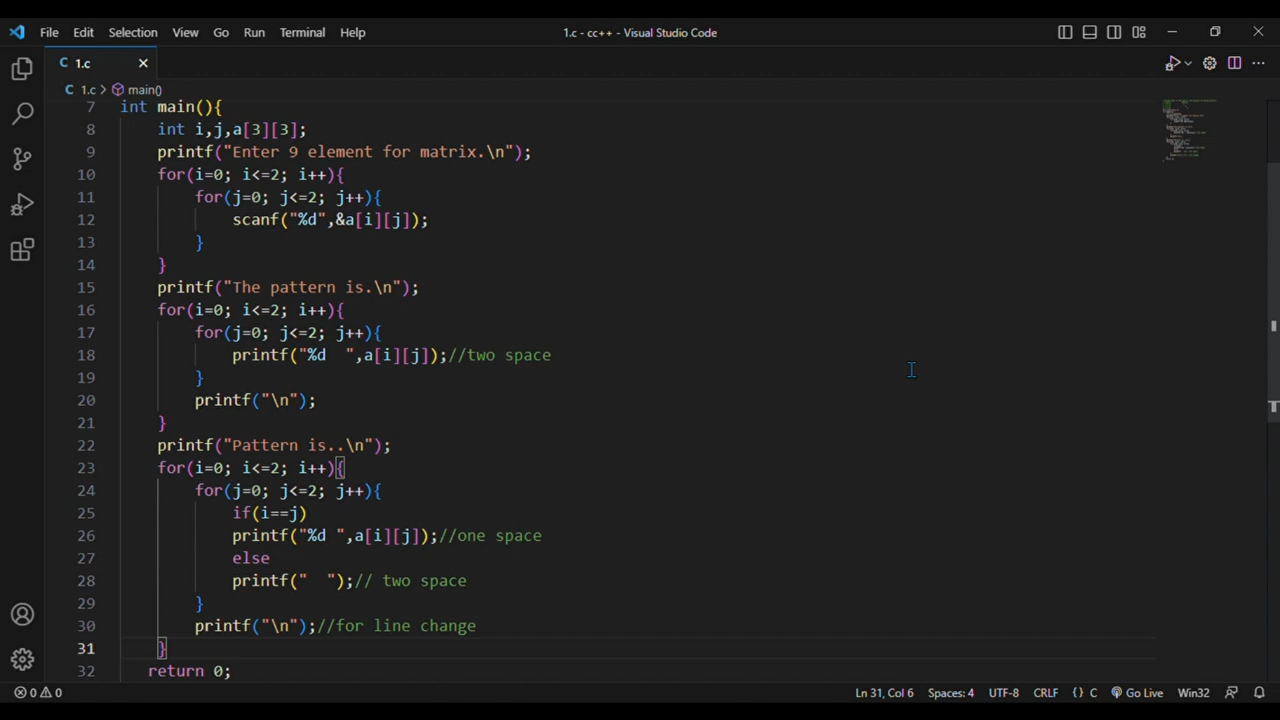 File Edit Selection View Go Run Terminal Help 1.c - cc++ - Visual Studio Code
C 1.c
C 1.c > main()
7 int main(){
8 int i,j,a[3][3];
9 printf("Enter 9 element for matrix.\n");
10 for(i=0; i<=2; i++){
11 for(j=0; j<=2; j++){
12 scanf("%d",&a[i][j]);
13 }
14 }
15 printf("The pattern is.\n");
16 for(i=0; i<=2; i++){
17 for(j=0; j<=2; j++){
18 printf("%d  ",a[i][j]);//two space
19 }
20 printf("\n");
21 }
22 printf("Pattern is..\n");
23 for(i=0; i<=2; i++){
24 for(j=0; j<=2; j++){
25 if(i==j)
26 printf("%d ",a[i][j]);//one space
27 else
28 printf("  ");// two space
29 }
30 printf("\n");//for line change
31 }
32 return 0;
0 0 Ln 31, Col 6 Spaces: 4 UTF-8 CRLF {} C Go Live Win32